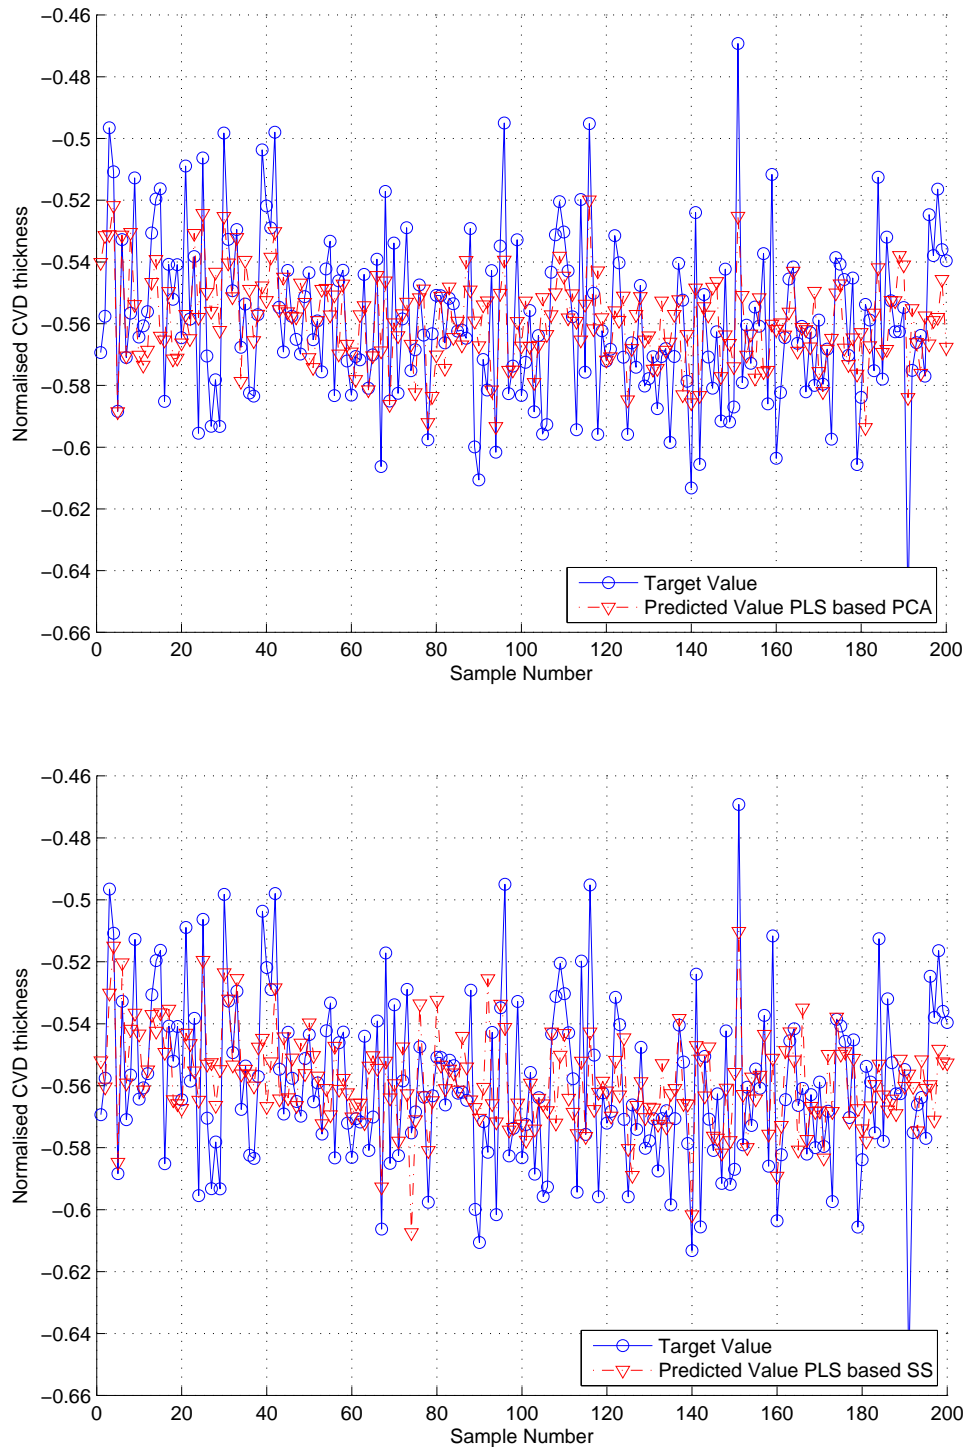 −0.46
−0.48
−0.5
−0.52
−0.54
−0.56
−0.58
−0.6
−0.62
−0.64
−0.66
Normalised CVD thickness
Target Value
Predicted Value PLS based PCA
0 20 40 60 80 100 120 140 160 180 200
Sample Number
−0.46
−0.48
−0.5
−0.52
−0.54
−0.56
−0.58
−0.6
−0.62
−0.64
−0.66
Normalised CVD thickness
Target Value
Predicted Value PLS based SS
0 20 40 60 80 100 120 140 160 180 200
Sample Number